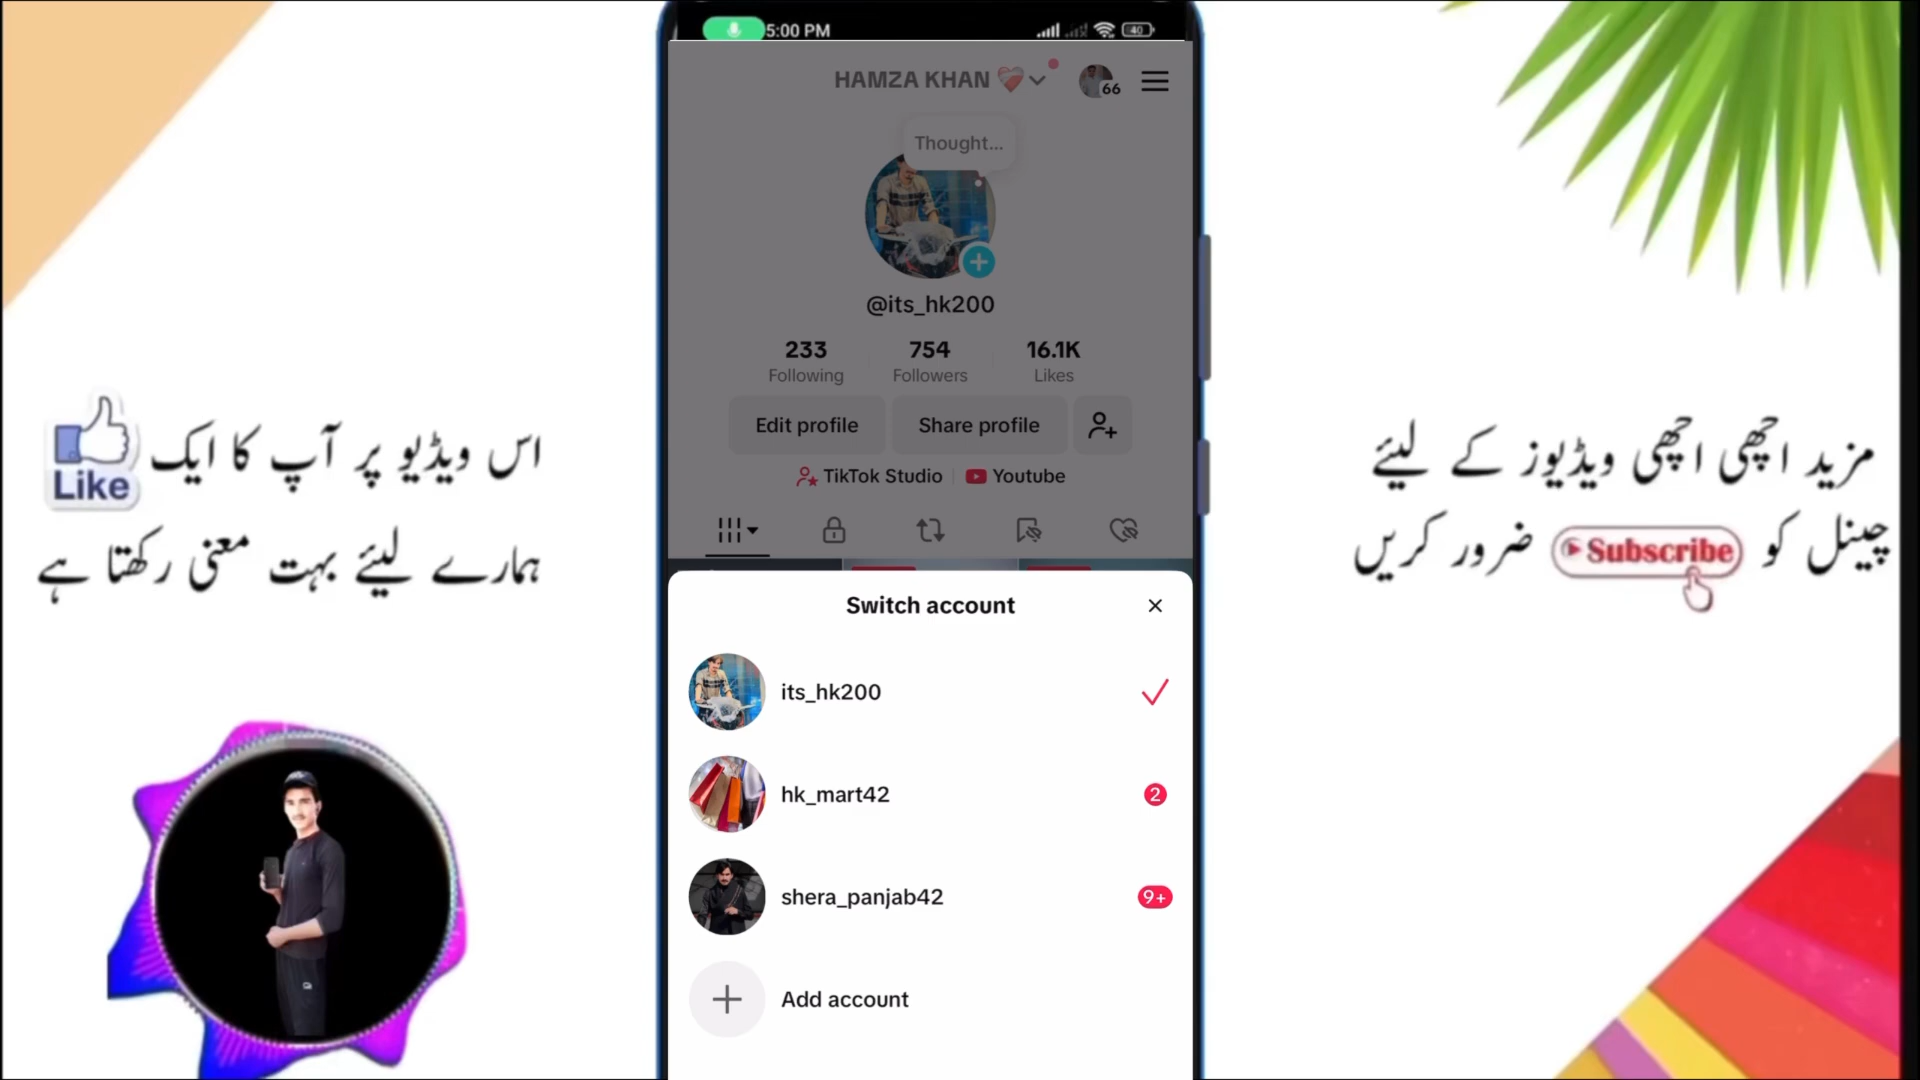 5:00 PM
40
HAMZA KHAN ❤️‍🩹
66
Thought...
@its_hk200
233 754 16.1K
Following Followers Likes
Edit profile Share profile
TikTok Studio Youtube
اس ویڈیو پر آپ کا ایک Like
ہمارے لیئے بہت معنی رکھتا ہے
مزید اچھی اچھی ویڈیوز کے لیئے
چینل کو Subscribe ضرور کریں
Switch account
its_hk200
hk_mart42 2
shera_panjab42 9+
Add account